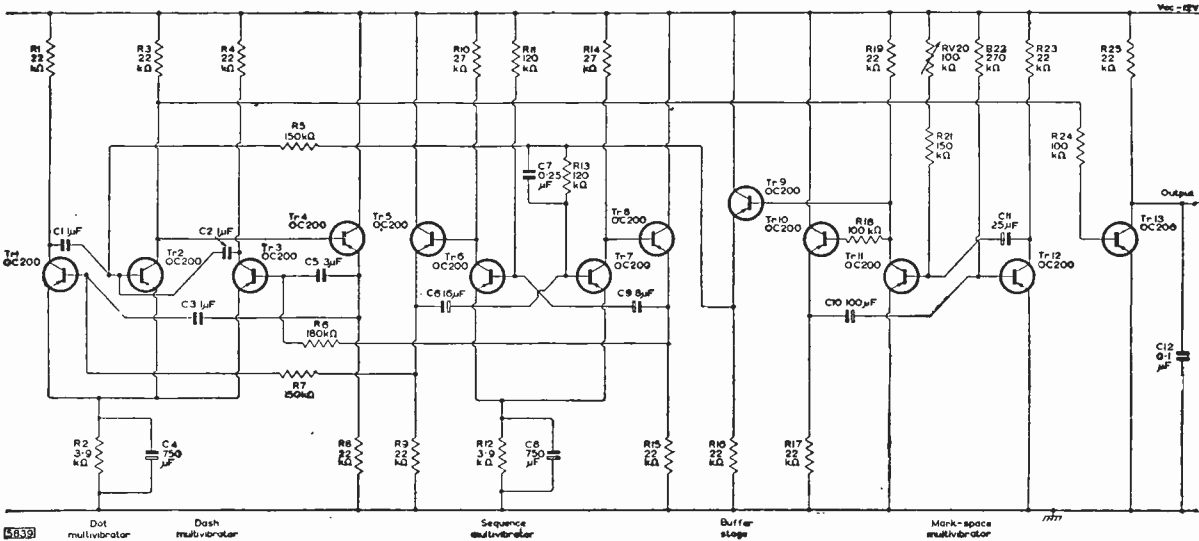 Vcc -12V
R1
22
kΩ
R3
22
kΩ
R4
22
kΩ
R10
27
kΩ
R11
120
kΩ
R14
27
kΩ
R19
22
kΩ
RV20
100
kΩ
R22
270
kΩ
R23
22
kΩ
R25
22
kΩ
R5
150kΩ
C7
0·25
μF
R13
120
kΩ
R21
150
kΩ
R24
100
kΩ
Output
Tr1
OC200
C1 1μF
Tr2
OC200
C2 1μF
Tr3
OC200
Tr4
OC200
C5 3μF
C3 1μF
R6
180kΩ
R7
150kΩ
Tr5
OC200
Tr6
OC200
C6 16μF
Tr7
OC200
Tr8
OC200
C9 8μF
Tr9
OC200
Tr10
OC200
R18
100 kΩ
Tr11
OC200
C10 100μF
C11
25μF
Tr12
OC200
Tr13
OC200
C12
0·1
μF
R2
3·9
kΩ
C4
750
μF
R8
22
kΩ
R9
22
kΩ
R12
3·9
kΩ
C8
750
μF
R15
22
kΩ
R16
22
kΩ
R17
22
kΩ
5839
Dot
multivibrator
Dash
multivibrator
Sequence
multivibrator
Buffer
stage
Mark-space
multivibrator